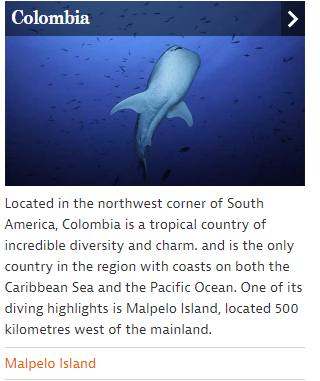 Colombia
Located in the northwest corner of South
America, Colombia is a tropical country of
incredible diversity and charm. and is the only
country in the region with coasts on both the
Caribbean Sea and the Pacific Ocean. One of its
diving highlights is Malpelo Island, located 500
kilometres west of the mainland.
Malpelo Island